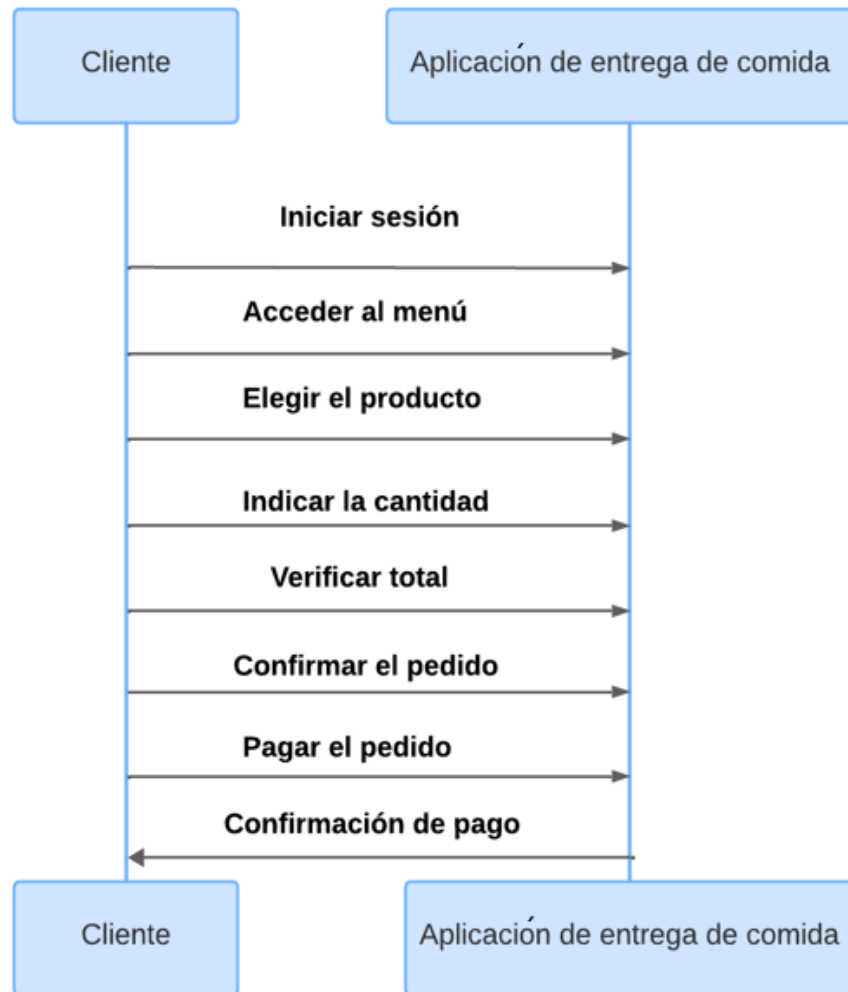 Cliente
Aplicación de entrega de comida
Iniciar sesión
Acceder al menú
Elegir el producto
Indicar la cantidad
Verificar total
Confirmar el pedido
Pagar el pedido
Confirmación de pago
Cliente
Aplicación de entrega de comida